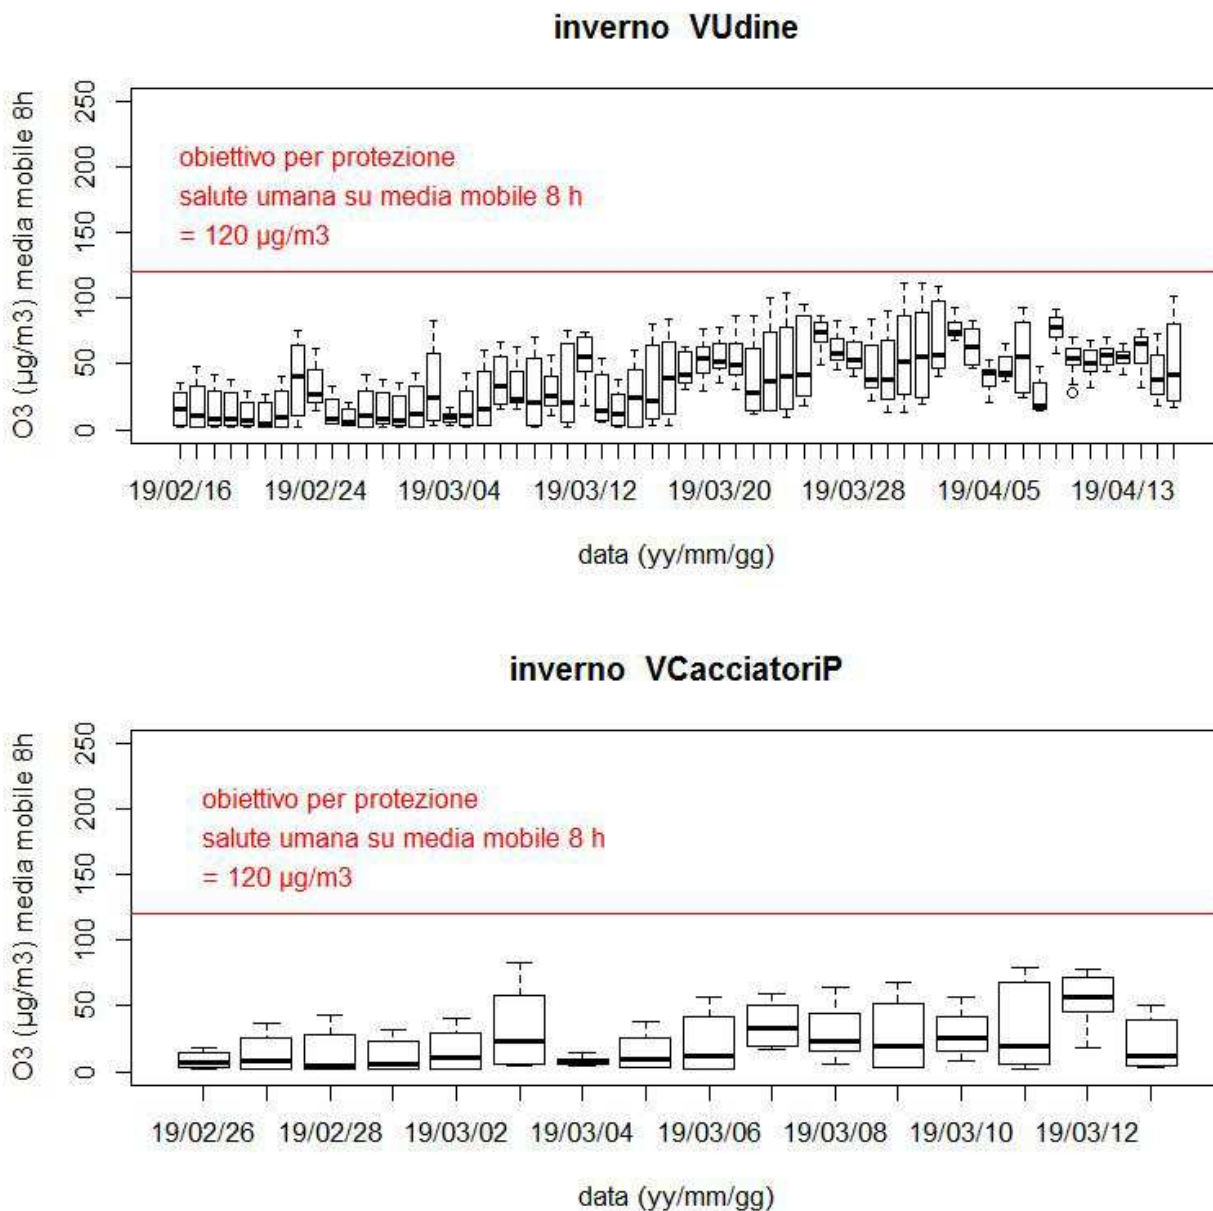 inverno VUdine
O3 (µg/m3) media mobile 8h
250
200
150
100
50
0
obiettivo per protezione
salute umana su media mobile 8 h
= 120 µg/m3
19/02/16 19/02/24 19/03/04 19/03/12 19/03/20 19/03/28 19/04/05 19/04/13
data (yy/mm/gg)
inverno VCacciatoriP
O3 (µg/m3) media mobile 8h
250
200
150
100
50
0
obiettivo per protezione
salute umana su media mobile 8 h
= 120 µg/m3
19/02/26 19/02/28 19/03/02 19/03/04 19/03/06 19/03/08 19/03/10 19/03/12
data (yy/mm/gg)